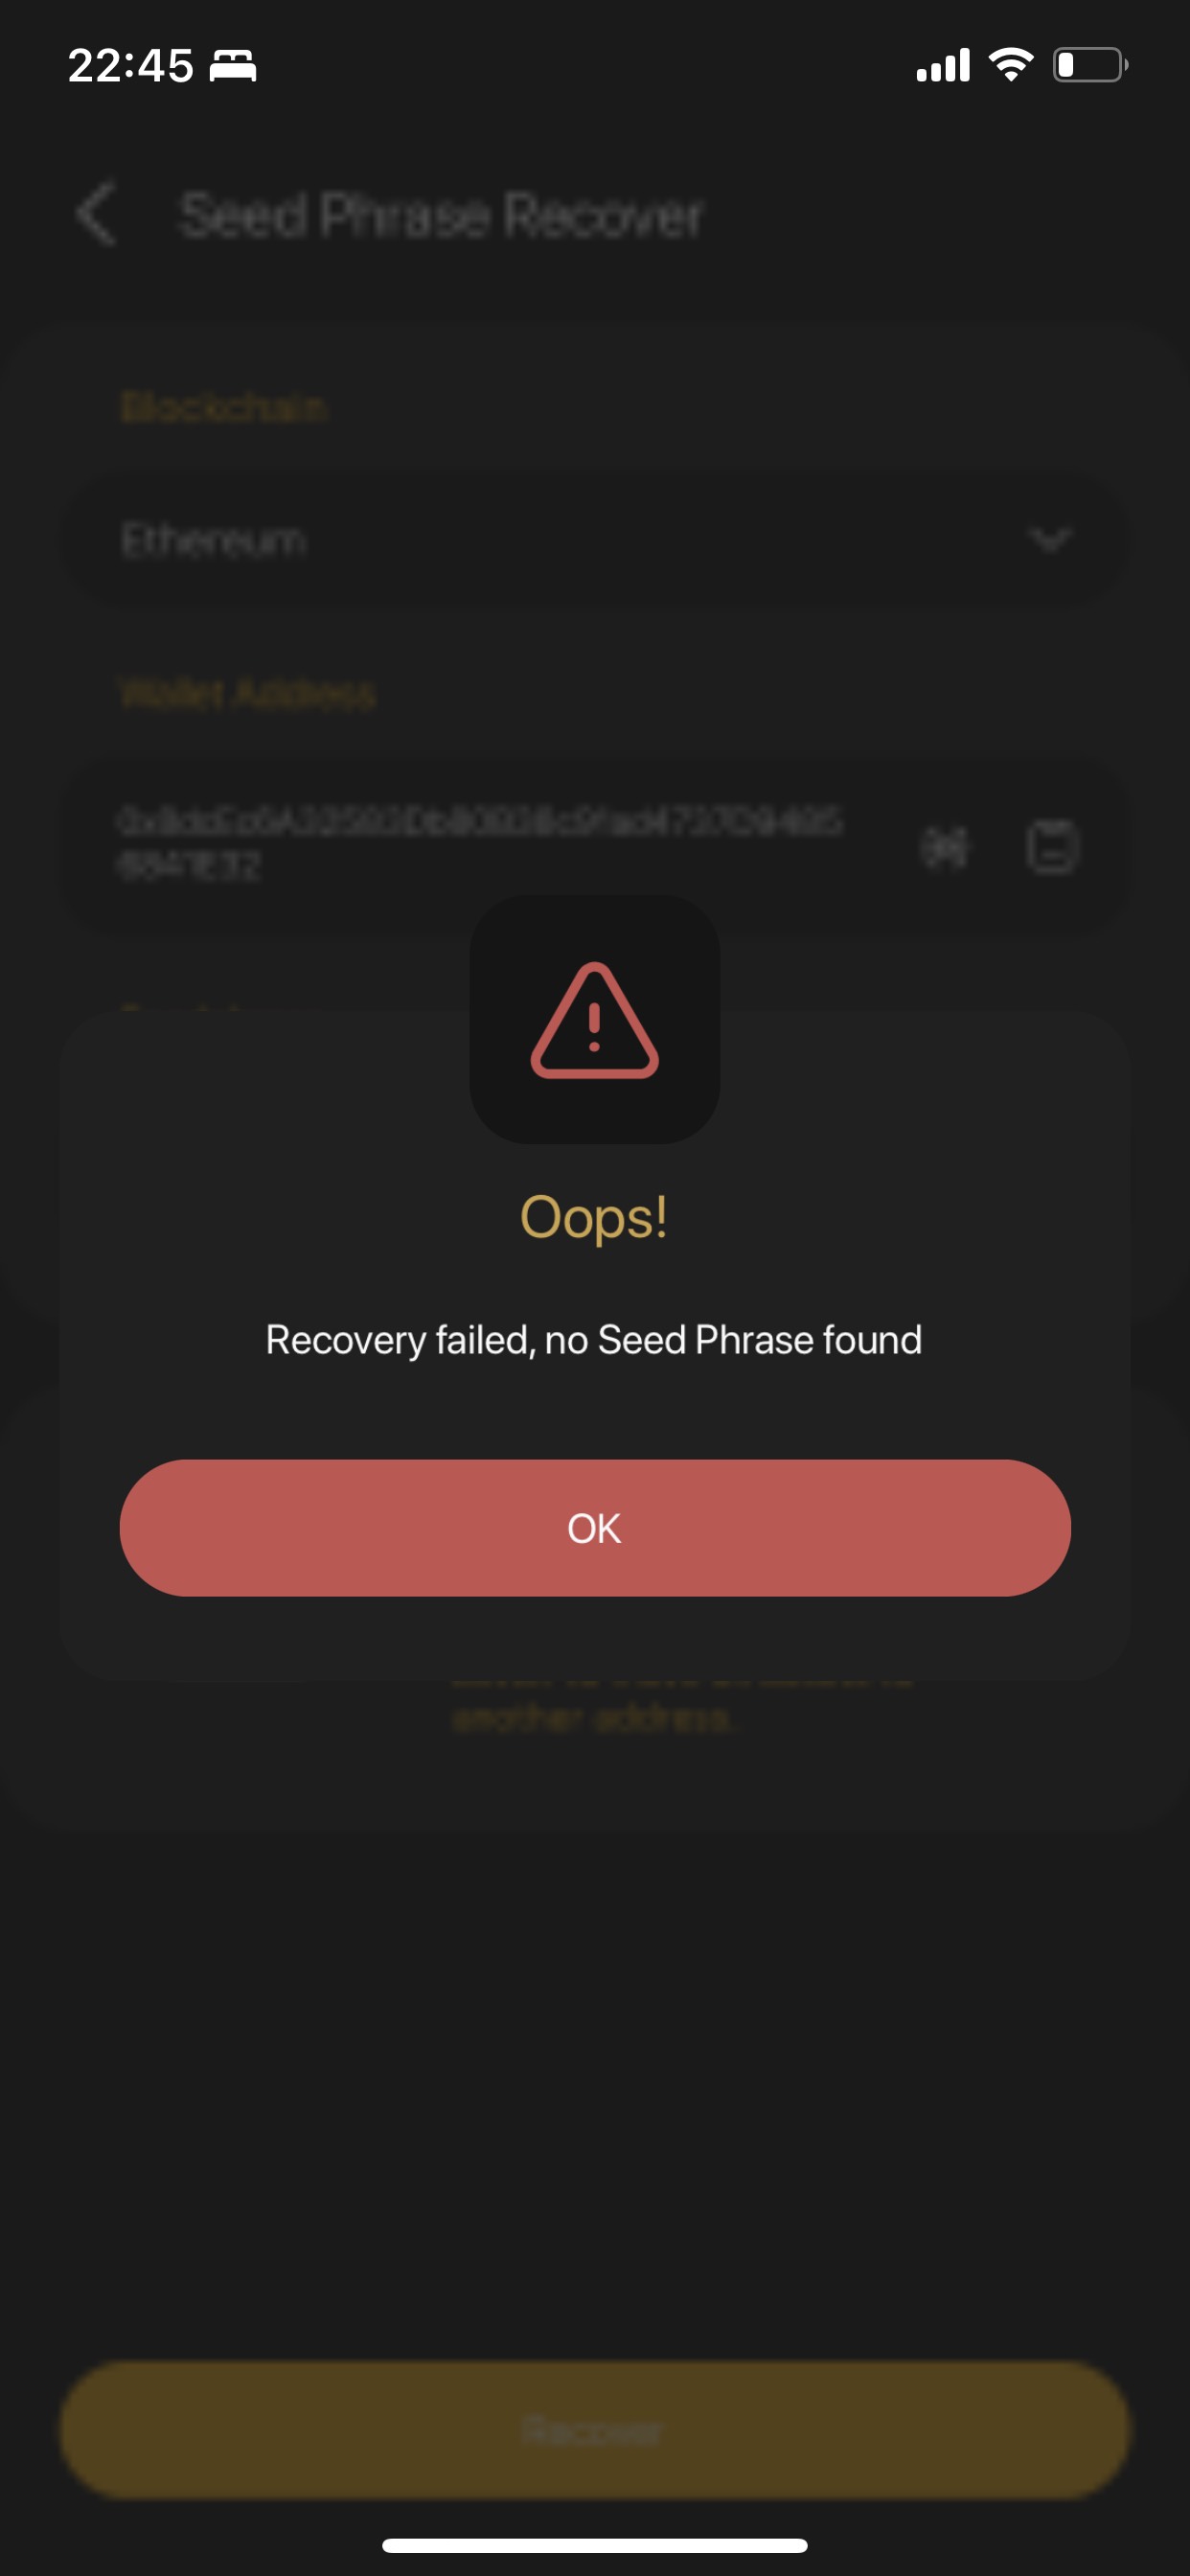 22:45
Seed Phrase Recover
Blockchain
Ethereum
Wallet Address
Oops!
Recovery failed, no Seed Phrase found
OK
another address.
Recover